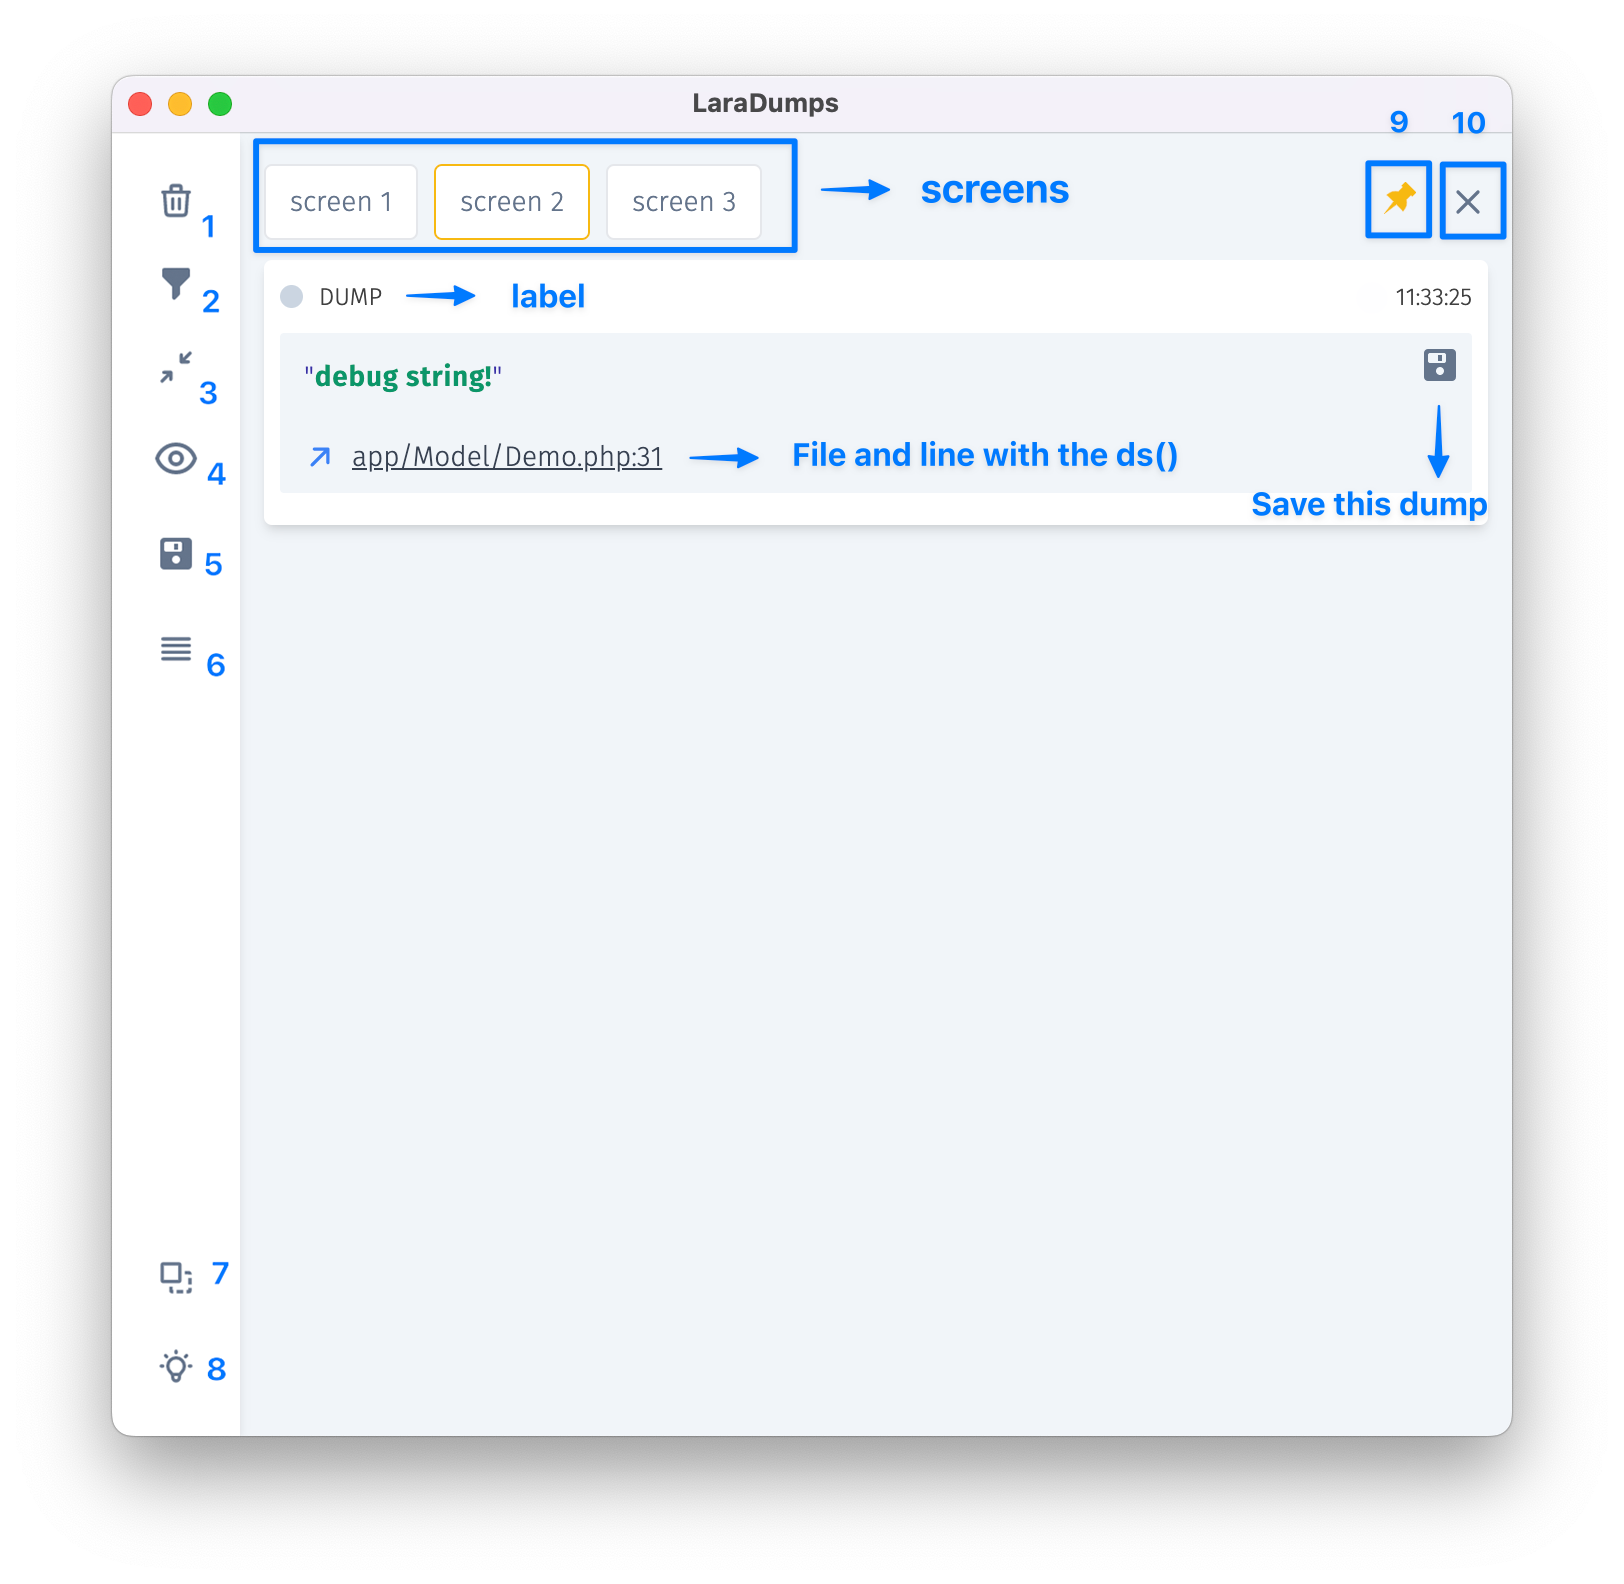 LaraDumps
9
10
screen 1
screen 2
screen 3
screens
1
DUMP
label
11:33:25
2
"debug string!"
3
app/Model/Demo.php:31
File and line with the ds()
4
Save this dump
5
6
7
8